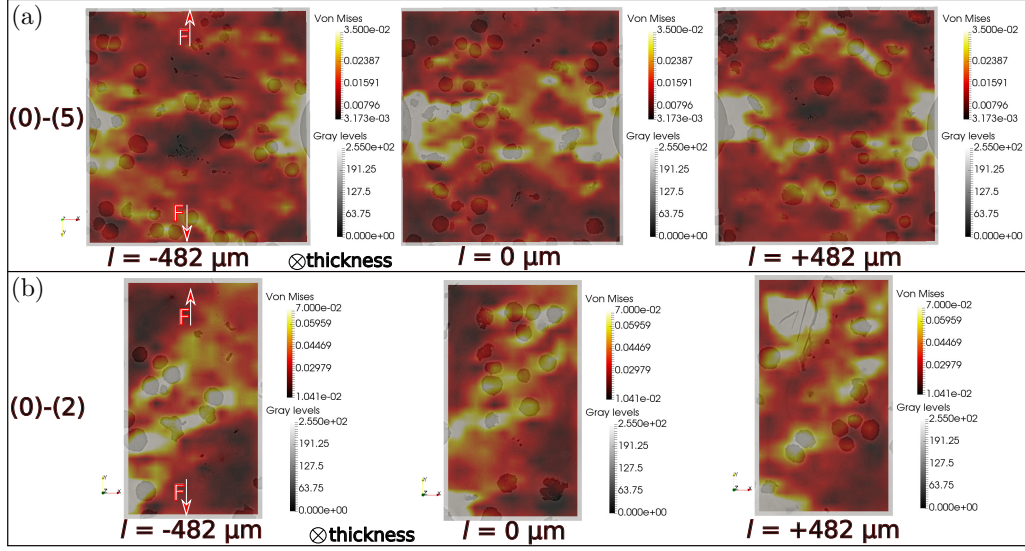 (a)
F
Von Mises
3.500e-02
0.02387
0.01591
0.00796
3.173e-03
Gray levels
2.550e+02
191.25
127.5
63.75
0.000e+00
Von Mises
3.500e-02
0.02387
0.01591
0.00796
3.173e-03
Gray levels
2.550e+02
191.25
127.5
63.75
0.000e+00
Von Mises
3.500e-02
0.02387
0.01591
0.00796
3.173e-03
Gray levels
2.550e+02
191.25
127.5
63.75
0.000e+00
(0)-(5)
F
l = -482 µm
⊗thickness
l = 0 µm
l = +482 µm
(b)
F
Von Mises
7.000e-02
0.05959
0.04469
0.02979
1.041e-02
Gray levels
2.550e+02
191.25
127.5
63.75
0.000e+00
Von Mises
7.000e-02
0.05959
0.04469
0.02979
1.041e-02
Gray levels
2.550e+02
191.25
127.5
63.75
0.000e+00
Von Mises
7.000e-02
0.05959
0.04469
0.02979
1.041e-02
Gray levels
2.550e+02
191.25
127.5
63.75
0.000e+00
(0)-(2)
F
l = -482 µm
⊗thickness
l = 0 µm
l = +482 µm